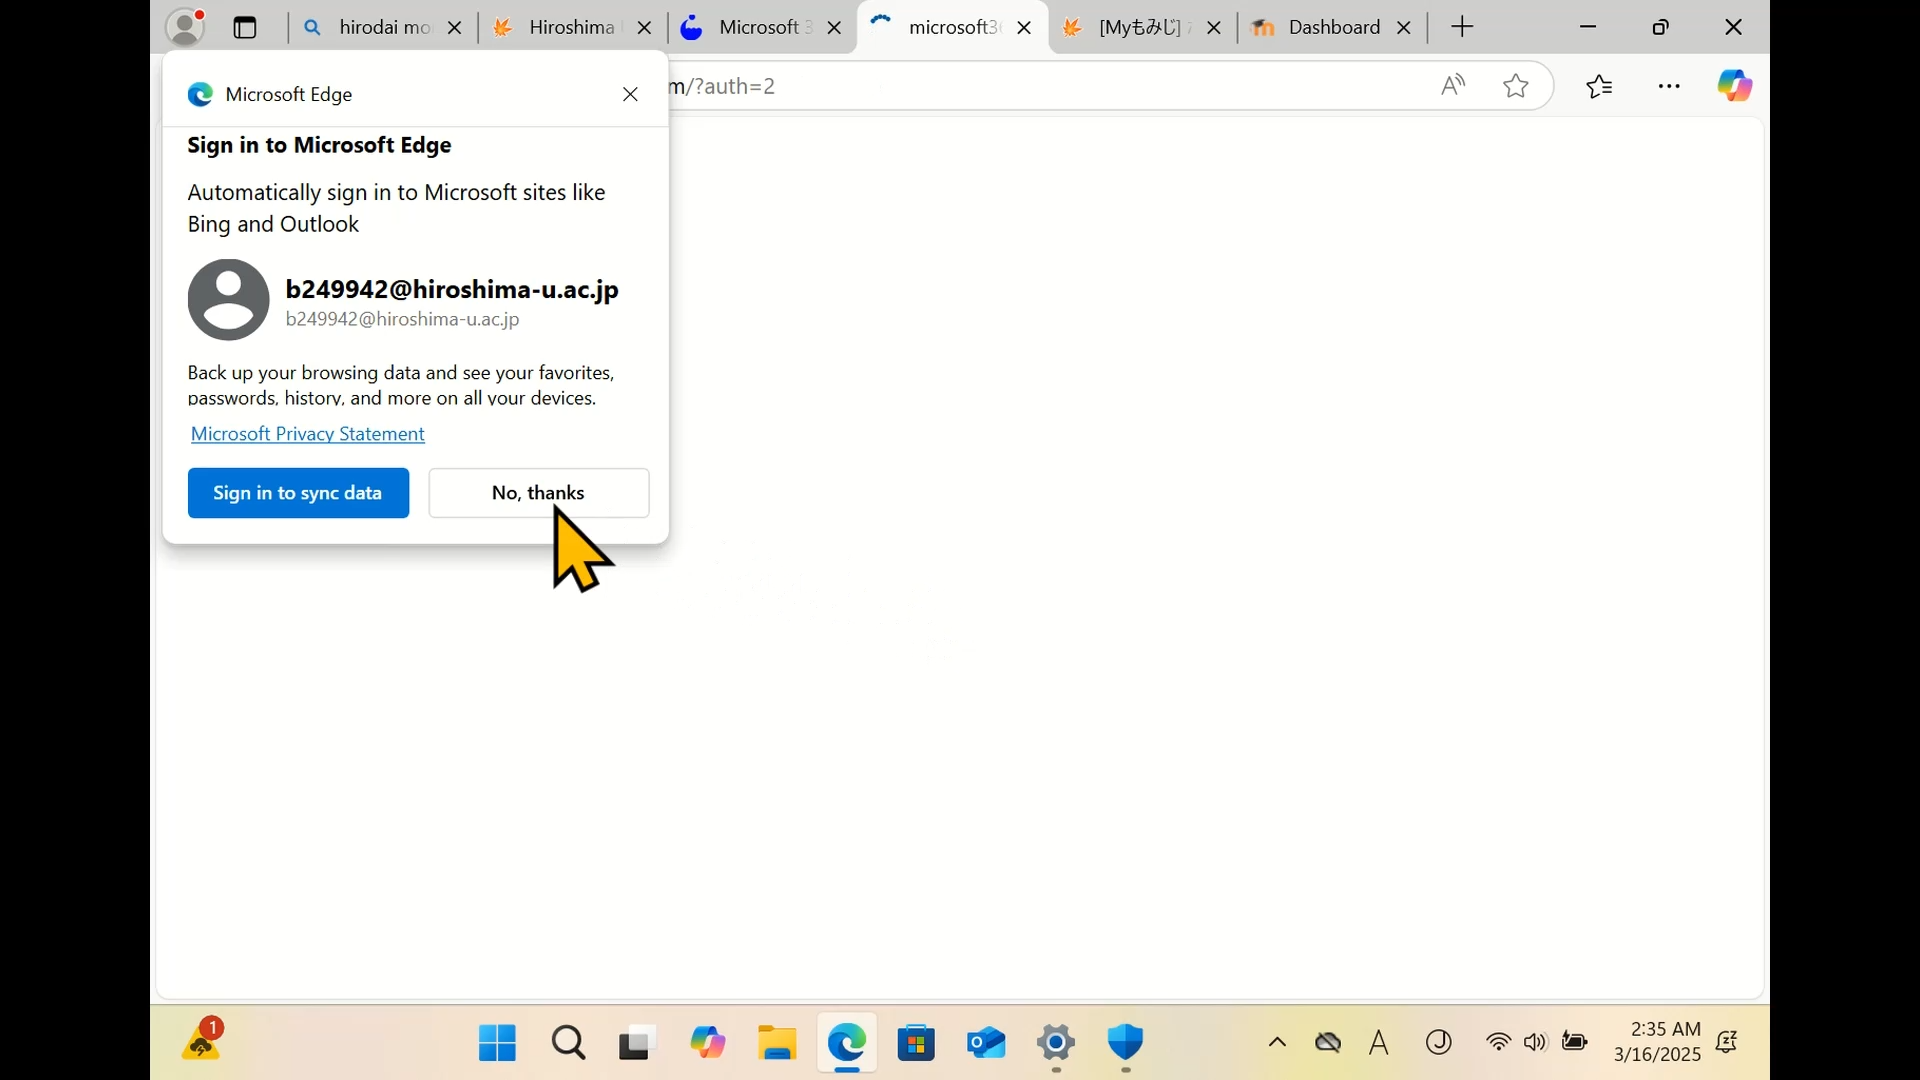 hirodai mo
Hiroshima
Microsoft 3
microsoft3
[Myもみじ]
Dashboard
m/?auth=2
Microsoft Edge
Sign in to Microsoft Edge
Automatically sign in to Microsoft sites like
Bing and Outlook
b249942@hiroshima-u.ac.jp
b249942@hiroshima-u.ac.jp
Back up your browsing data and see your favorites,
passwords, history, and more on all your devices.
Microsoft Privacy Statement
Sign in to sync data
No, thanks
1
A
J
2:35 AM
3/16/2025